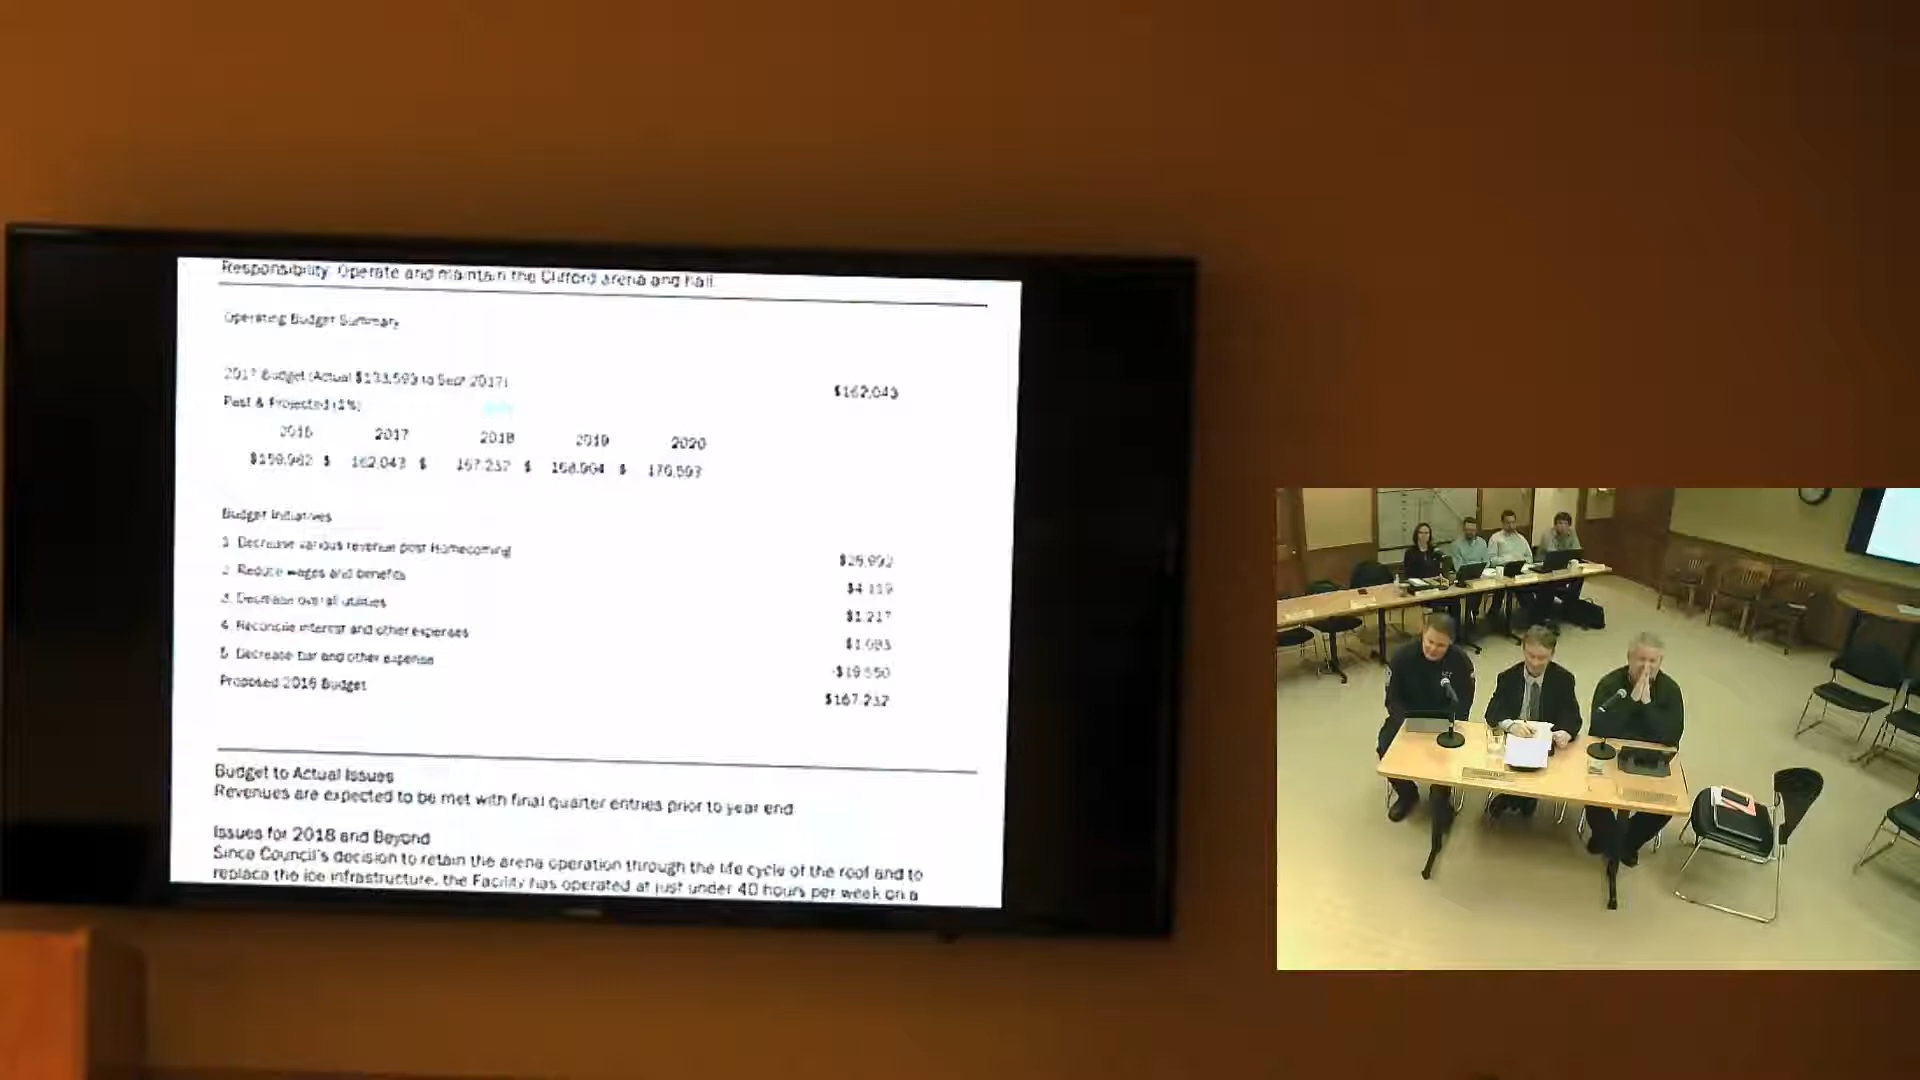 Responsibility: Operate and maintain the Clifford arena and hall.
Operating Budget Summary
2017 Budget (Actual $133,593 to Sept 2017)
$162,043
Past & Projected (1%)
2016 2017 2018 2019 2020
$ 162,043 $ 167,232 $ 168,904 $ 170,593
Budget Initiatives
1. Decrease various revenue post Homecoming
2. Reduce wages and benefits
$4,119
3. Decrease overall utilities
$1,217
4. Reconcile interest and other expenses
5. Decrease bar and other expense
-$19,550
Proposed 2018 Budget
$167,232
Budget to Actual Issues
Revenues are expected to be met with final quarter entries prior to year end.
Issues for 2018 and Beyond
Since Council's decision to retain the arena operation through the life cycle of the roof and to
replace the ice infrastructure, the Facility has operated at just under 40 hours per week on a